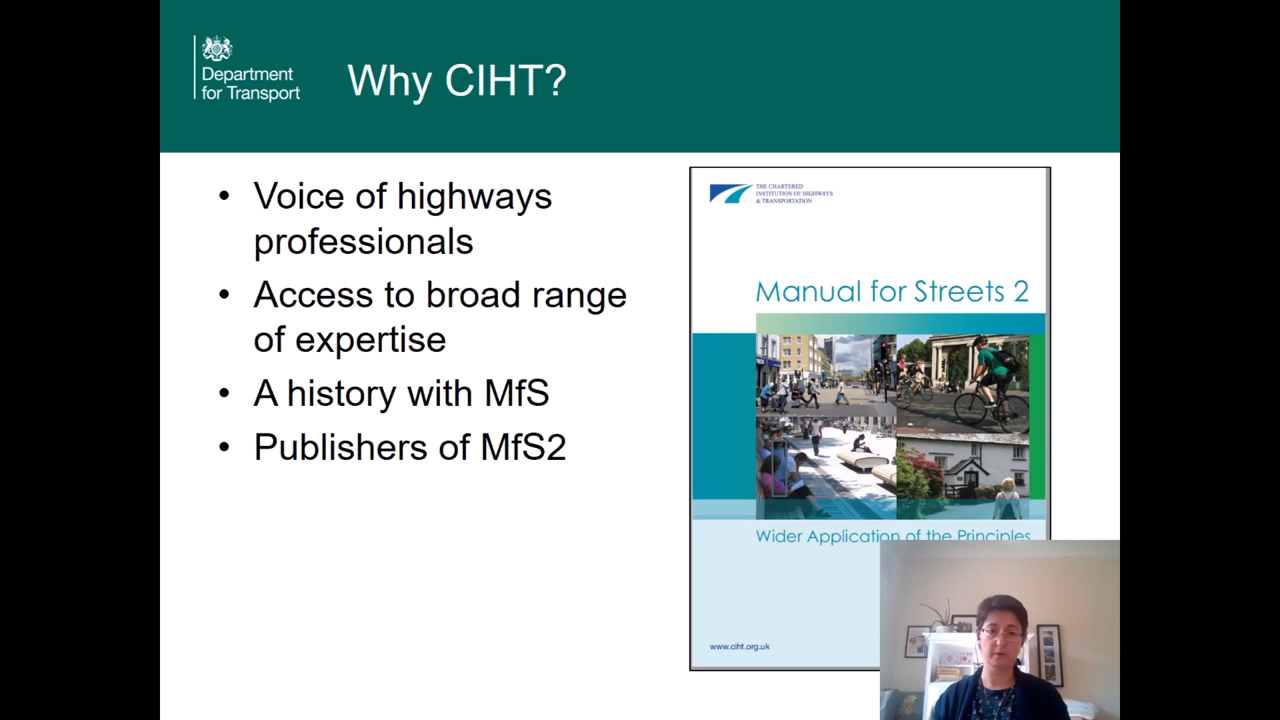 Department
for Transport
Why CIHT?
• Voice of highways
professionals
• Access to broad range
of expertise
• A history with MfS
• Publishers of MfS2
THE CHARTERED
INSTITUTION OF HIGHWAYS
& TRANSPORTATION
Manual for Streets 2
Wider Application of the Principles
www.ciht.org.uk